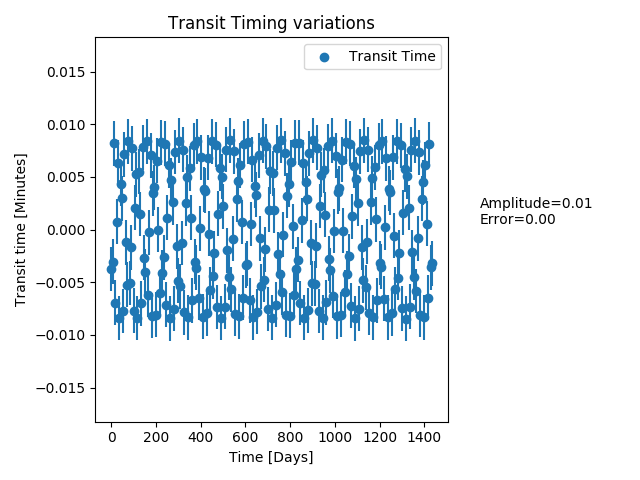 Transit Timing variations
Transit Time
0.015
0.010
0.005
0.000
−0.005
−0.010
−0.015
Transit time [Minutes]
0 200 400 600 800 1000 1200 1400
Time [Days]
Amplitude=0.01
Error=0.00